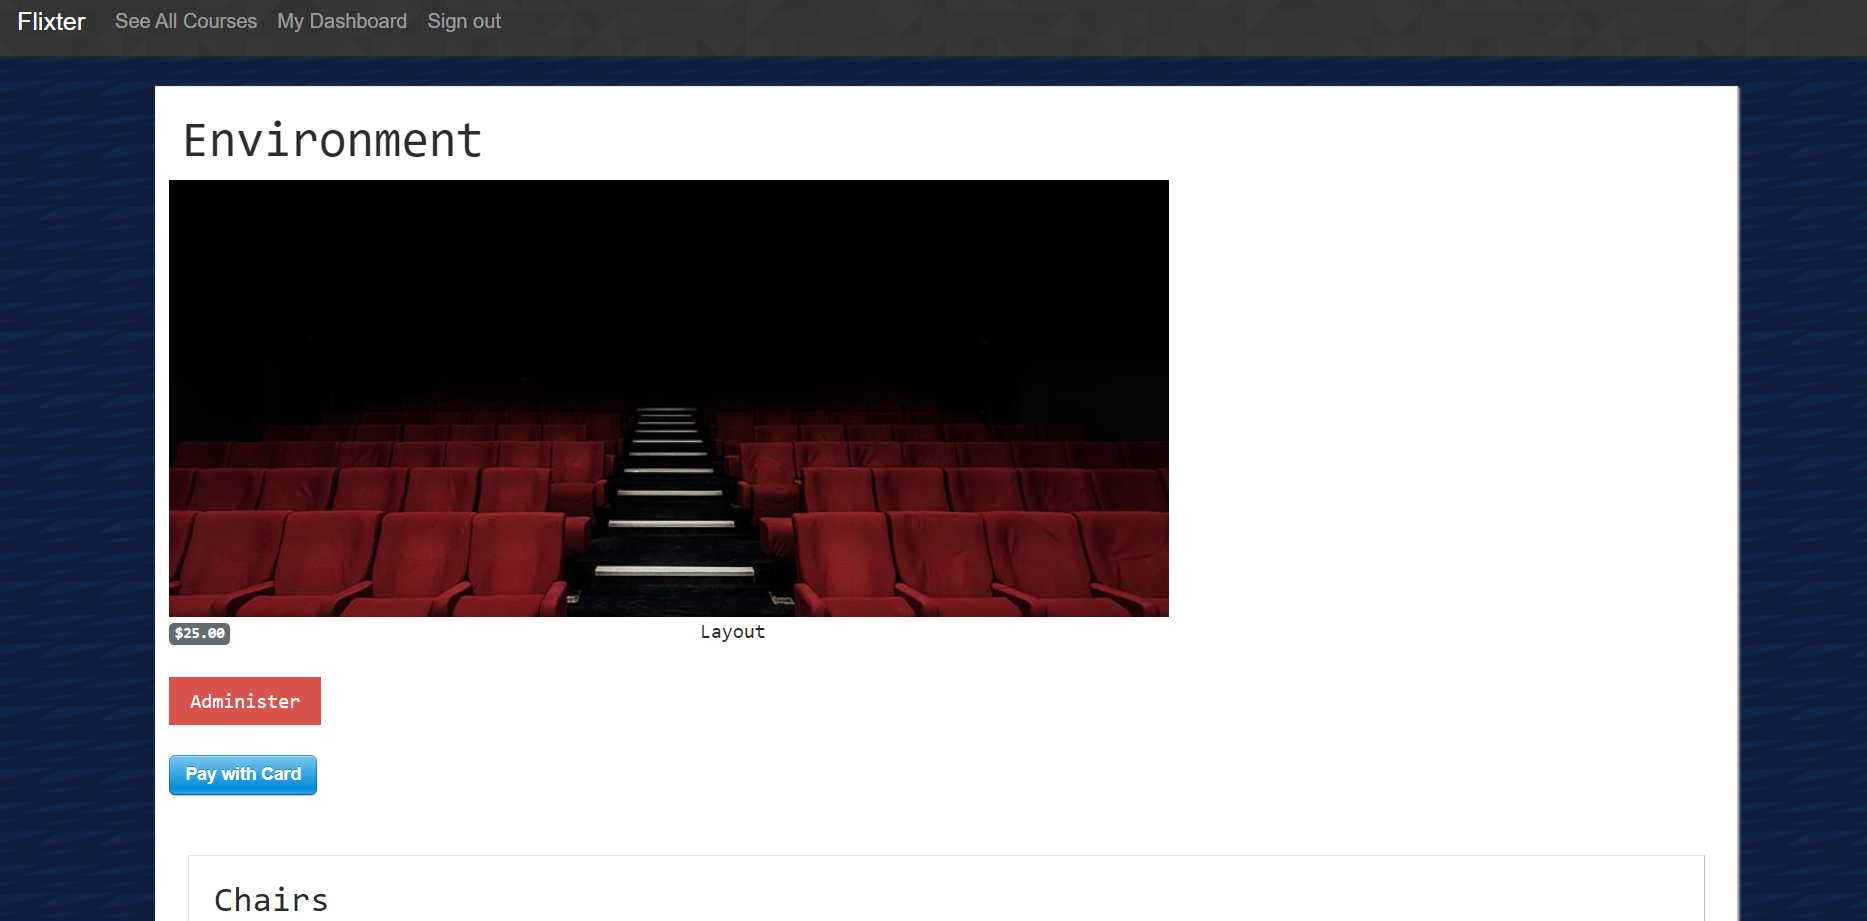 Flixter See All Courses My Dashboard Sign out
Environment
$25.00 Layout
Administer
Pay with Card
Chairs